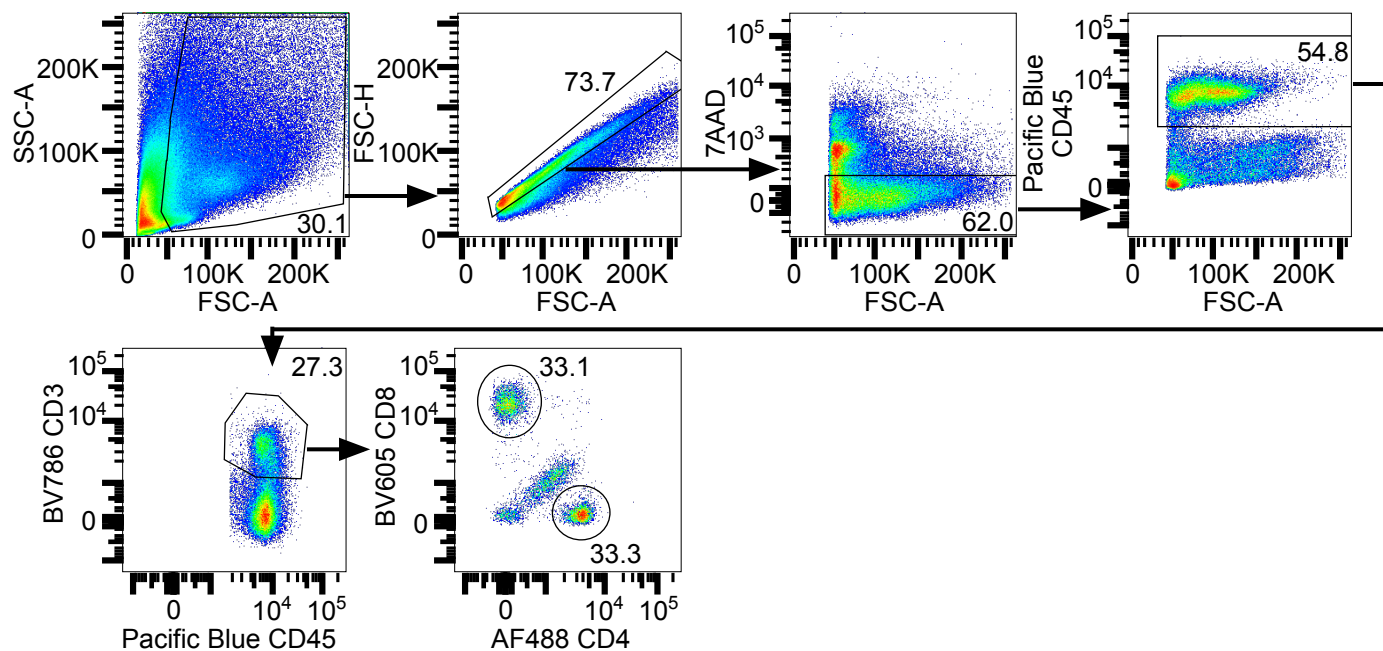 SSC-A
200K
100K
0
30.1
0 100K 200K
FSC-A
FSC-H
200K
100K
0
73.7
0 100K 200K
FSC-A
7AAD
10^5
10^4
10^3
0
62.0
0 100K 200K
FSC-A
Pacific Blue
CD45
10^5
10^4
0
54.8
0 100K 200K
FSC-A
BV786 CD3
10^5
10^4
0
27.3
0 10^4 10^5
Pacific Blue CD45
BV605 CD8
10^5
10^4
0
33.1
33.3
0 10^4 10^5
AF488 CD4